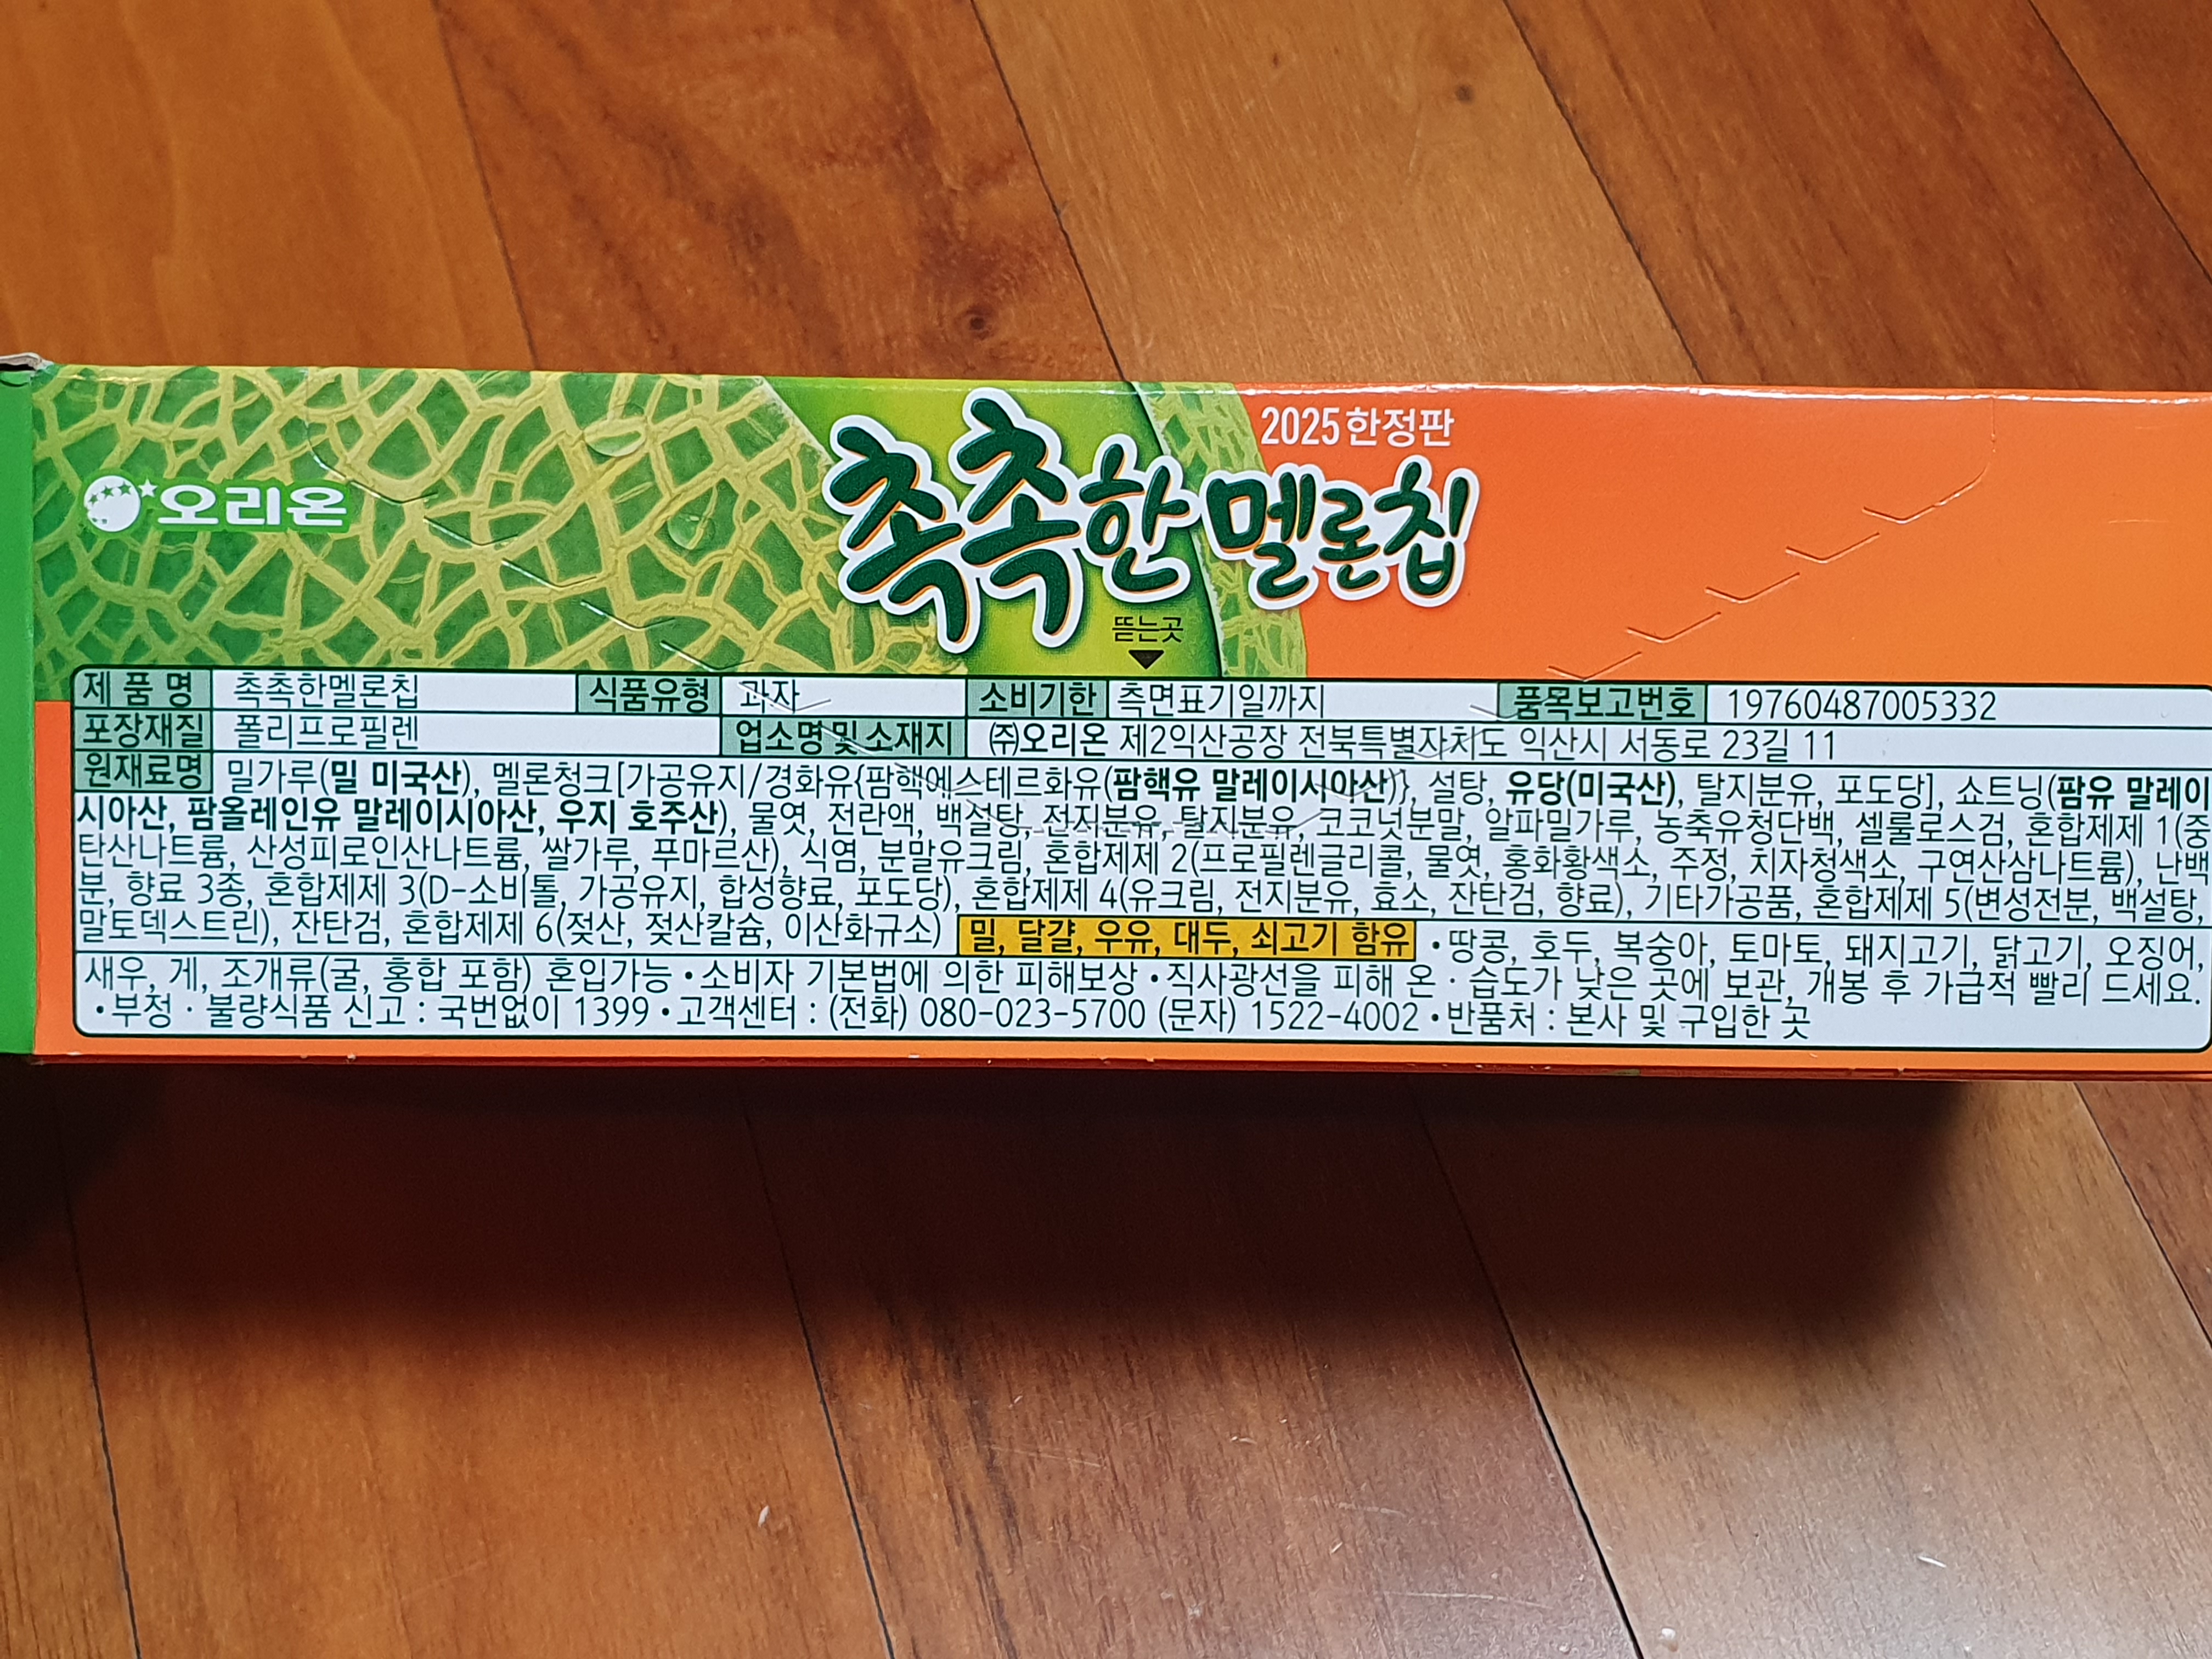 오리온
2025 한정판
촉촉한 멜론칩
뜯는곳
제 품 명 촉촉한멜론칩 식품유형 과자 소비기한 측면표기일까지 품목보고번호 19760487005332
포장재질 폴리프로필렌 업소명 및 소재지 ㈜오리온 제2익산공장 전북특별자치도 익산시 서동로 23길 11
원재료명 밀가루(밀 미국산), 멜론청크[가공유지/경화유{팜핵에스테르화유(팜핵유 말레이시아산)}, 설탕, 유당(미국산), 탈지분유, 포도당], 쇼트닝(팜유 말레이
시아산, 팜올레인유 말레이시아산, 우지 호주산), 물엿, 전란액, 백설탕, 전지분유, 탈지분유, 코코넛분말, 알파밀가루, 농축유청단백, 셀룰로스검, 혼합제제 1(중
탄산나트륨, 산성피로인산나트륨, 쌀가루, 푸마르산), 식염, 분말유크림, 혼합제제 2(프로필렌글리콜, 물엿, 홍화황색소, 주정, 치자청색소, 구연산삼나트륨), 난백
분, 향료 3종, 혼합제제 3(D-소비톨, 가공유지, 합성향료, 포도당), 혼합제제 4(유크림, 전지분유, 효소, 잔탄검, 향료), 기타가공품, 혼합제제 5(변성전분, 백설탕,
말토덱스트린), 잔탄검, 혼합제제 6(젖산, 젖산칼슘, 이산화규소) 밀, 달걀, 우유, 대두, 쇠고기 함유 •땅콩, 호두, 복숭아, 토마토, 돼지고기, 닭고기, 오징어,
새우, 게, 조개류(굴, 홍합 포함) 혼입가능 •소비자 기본법에 의한 피해보상 •직사광선을 피해 온 · 습도가 낮은 곳에 보관, 개봉 후 가급적 빨리 드세요.
•부정 · 불량식품 신고 : 국번없이 1399 •고객센터 : (전화) 080-023-5700 (문자) 1522-4002 •반품처 : 본사 및 구입한 곳